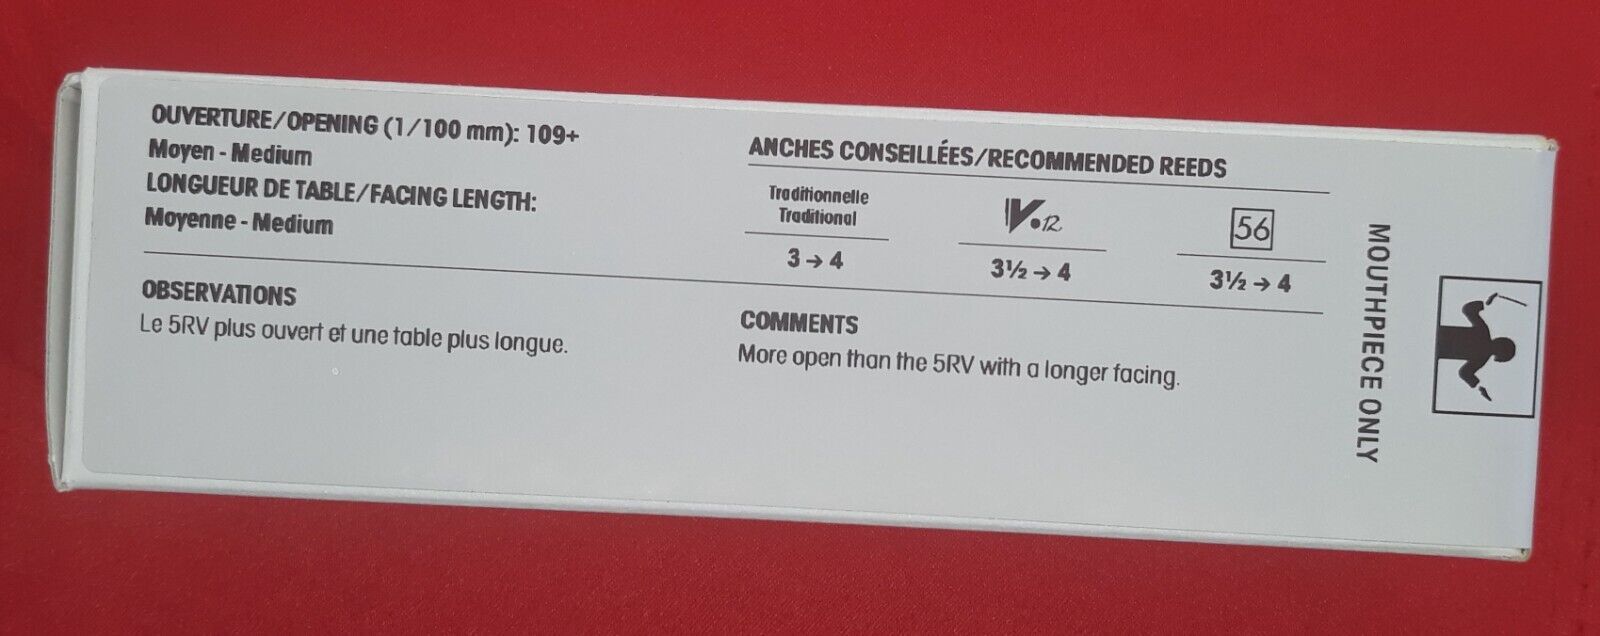 OUVERTURE/OPENING (1/100 mm): 109+
Moyen - Medium
LONGUEUR DE TABLE/FACING LENGTH:
Moyenne - Medium
ANCHES CONSEILLÉES/RECOMMENDED REEDS
Traditionnelle
Traditional
3 → 4
V.12
3½ → 4
56
3½ → 4
OBSERVATIONS
Le 5RV plus ouvert et une table plus longue.
COMMENTS
More open than the 5RV with a longer facing.
MOUTHPIECE ONLY